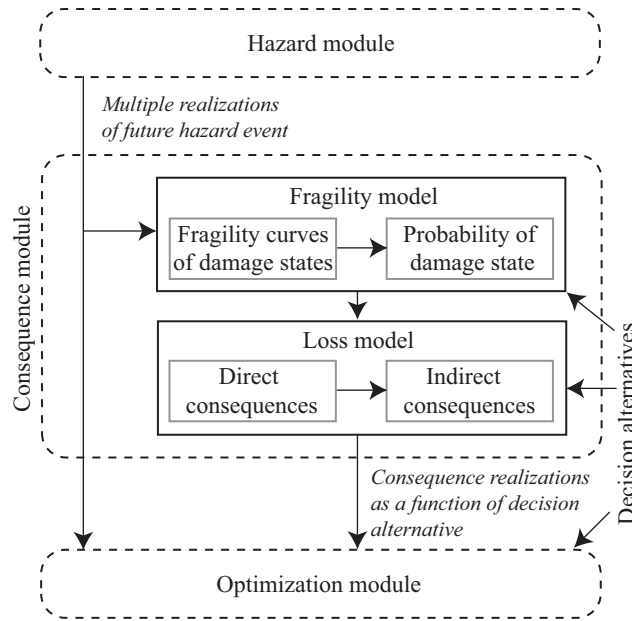 Hazard module
Multiple realizations
of future hazard event
Consequence module
Fragility model
Fragility curves
of damage states
Probability of
damage state
Loss model
Direct
consequences
Indirect
consequences
Decision alternatives
Consequence realizations
as a function of decision
alternative
Optimization module